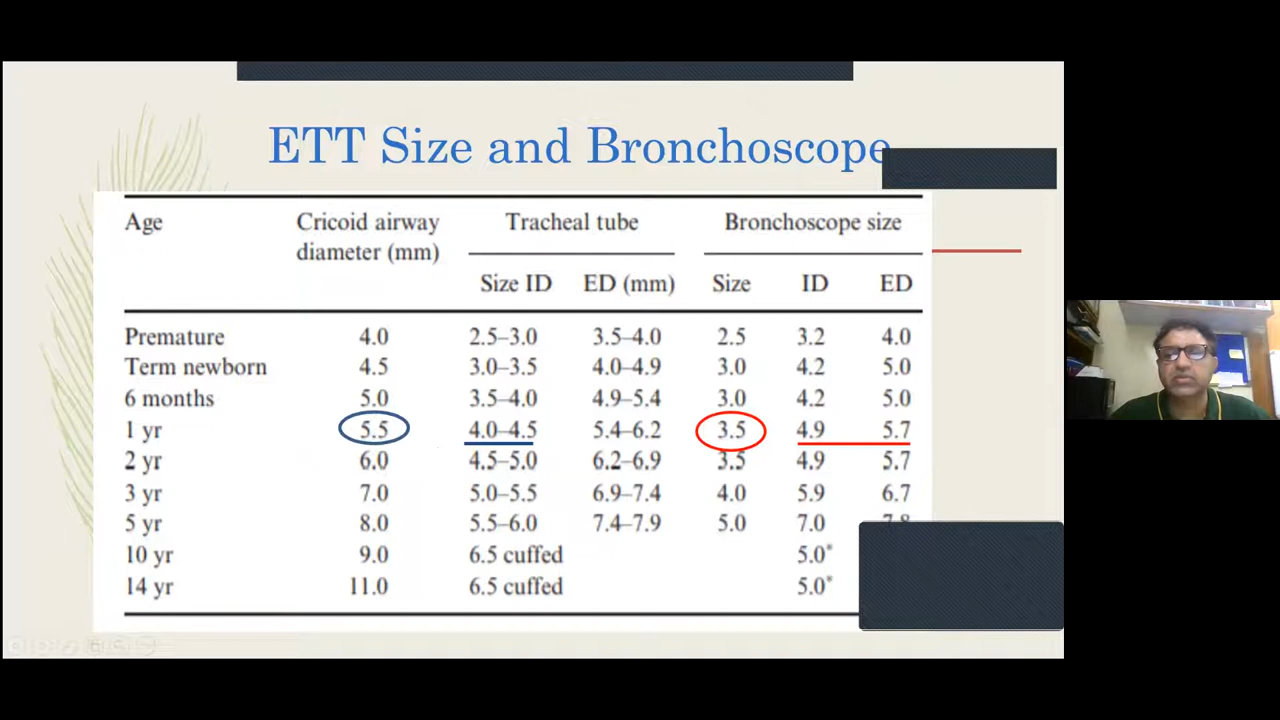 ETT Size and Bronchoscope
Age Cricoid airway diameter (mm) Tracheal tube Bronchoscope size
Size ID ED (mm) Size ID ED
Premature 4.0 2.5–3.0 3.5–4.0 2.5 3.2 4.0
Term newborn 4.5 3.0–3.5 4.0–4.9 3.0 4.2 5.0
6 months 5.0 3.5–4.0 4.9–5.4 3.0 4.2 5.0
1 yr 5.5 4.0–4.5 5.4–6.2 3.5 4.9 5.7
2 yr 6.0 4.5–5.0 6.2–6.9 3.5 4.9 5.7
3 yr 7.0 5.0–5.5 6.9–7.4 4.0 5.9 6.7
5 yr 8.0 5.5–6.0 7.4–7.9 5.0 7.0
10 yr 9.0 6.5 cuffed 5.0*
14 yr 11.0 6.5 cuffed 5.0*